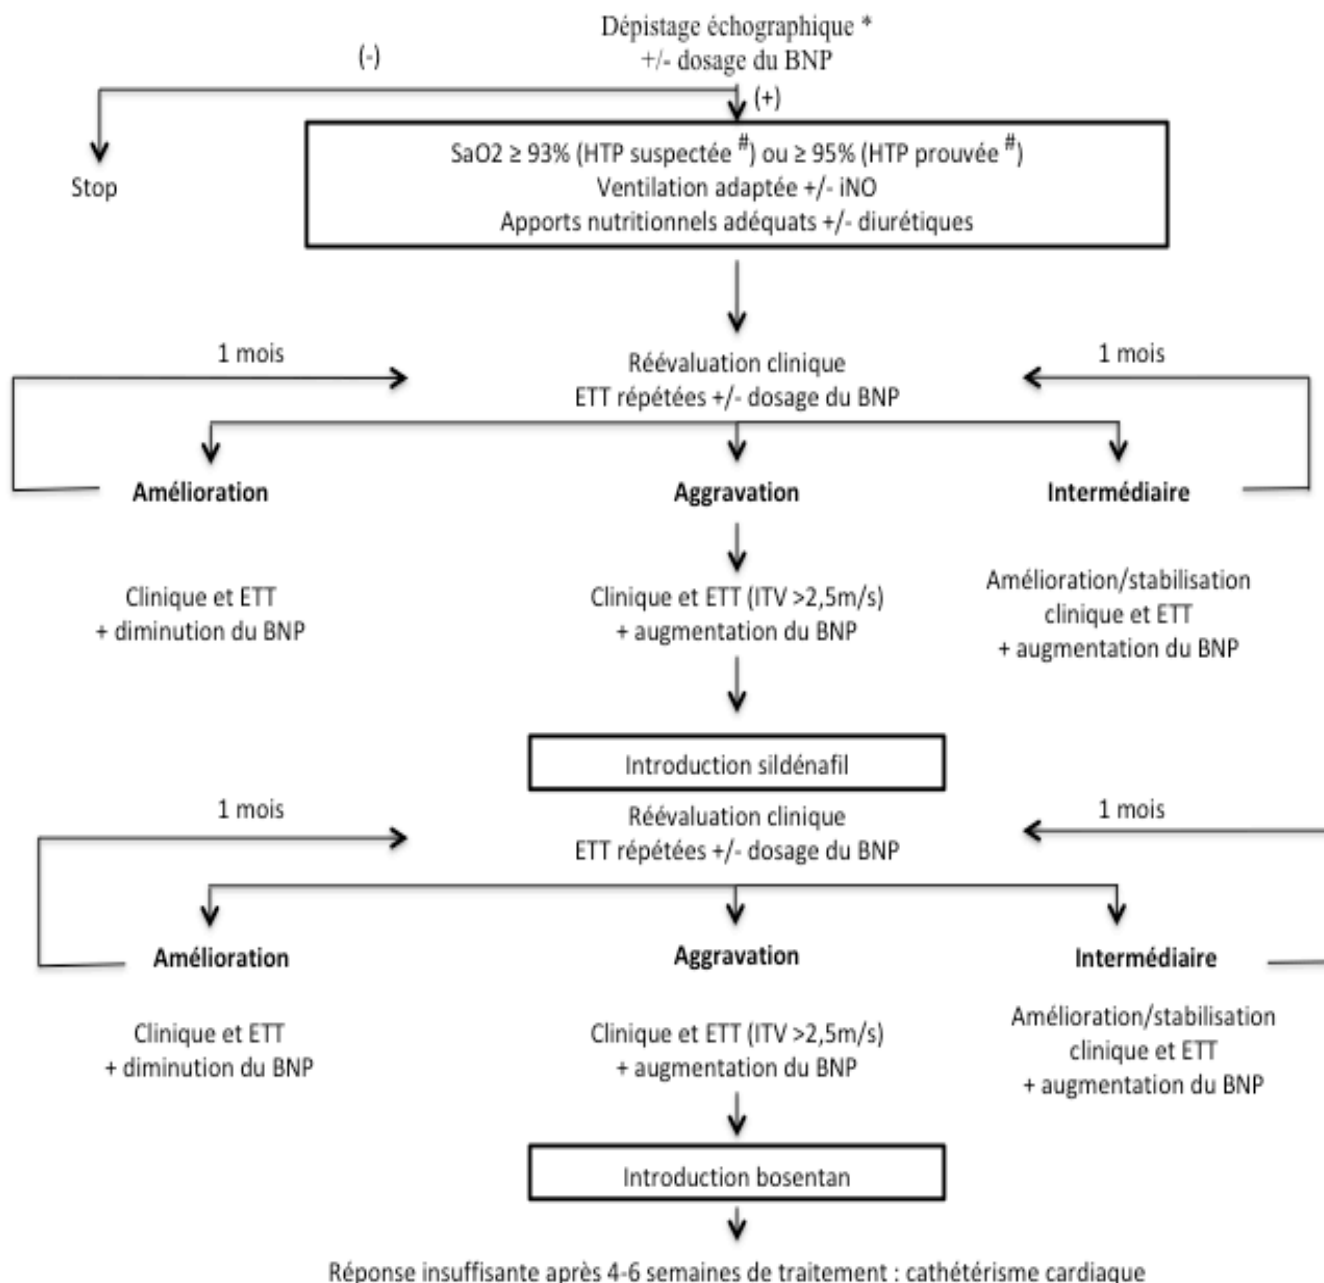 Dépistage échographique *
+/- dosage du BNP
(-)
(+)
Stop
SaO2 ≥ 93% (HTP suspectée #) ou ≥ 95% (HTP prouvée #)
Ventilation adaptée +/- iNO
Apports nutritionnels adéquats +/- diurétiques
1 mois
Réévaluation clinique
ETT répétées +/- dosage du BNP
1 mois
Amélioration
Aggravation
Intermédiaire
Clinique et ETT
+ diminution du BNP
Clinique et ETT (ITV >2,5m/s)
+ augmentation du BNP
Amélioration/stabilisation
clinique et ETT
+ augmentation du BNP
Introduction sildénafil
1 mois
Réévaluation clinique
ETT répétées +/- dosage du BNP
1 mois
Amélioration
Aggravation
Intermédiaire
Clinique et ETT
+ diminution du BNP
Clinique et ETT (ITV >2,5m/s)
+ augmentation du BNP
Amélioration/stabilisation
clinique et ETT
+ augmentation du BNP
Introduction bosentan
Réponse insuffisante après 4-6 semaines de traitement : cathétérisme cardiaque